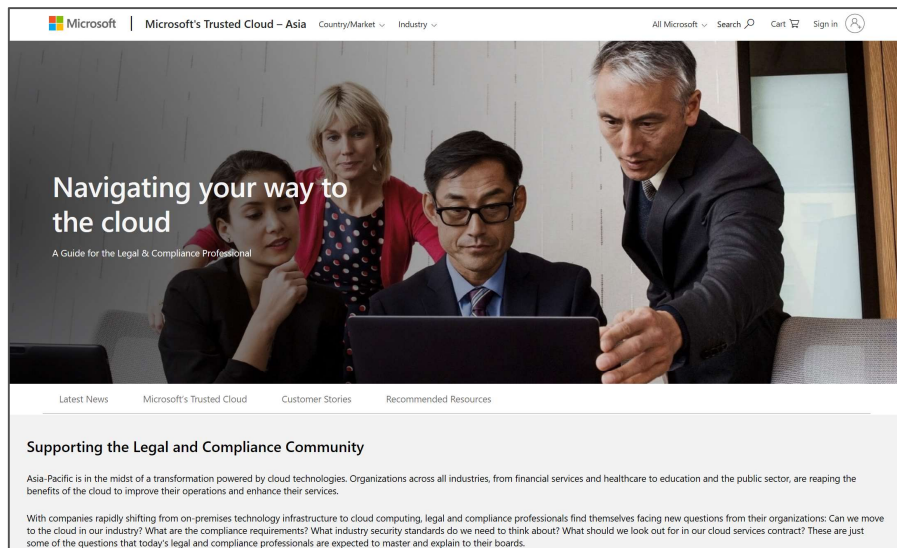 Microsoft
Microsoft's Trusted Cloud – Asia
Country/Market
Industry
All Microsoft
Search
Cart
Sign in
Navigating your way to
the cloud
A Guide for the Legal & Compliance Professional
Latest News
Microsoft's Trusted Cloud
Customer Stories
Recommended Resources
Supporting the Legal and Compliance Community
Asia-Pacific is in the midst of a transformation powered by cloud technologies. Organizations across all industries, from financial services and healthcare to education and the public sector, are reaping the
benefits of the cloud to improve their operations and enhance their services.
With companies rapidly shifting from on-premises technology infrastructure to cloud computing, legal and compliance professionals find themselves facing new questions from their organizations: Can we move
to the cloud in our industry? What are the compliance requirements? What industry security standards do we need to think about? What should we look out for in our cloud services contract? These are just
some of the questions that today's legal and compliance professionals are expected to master and explain to their boards.